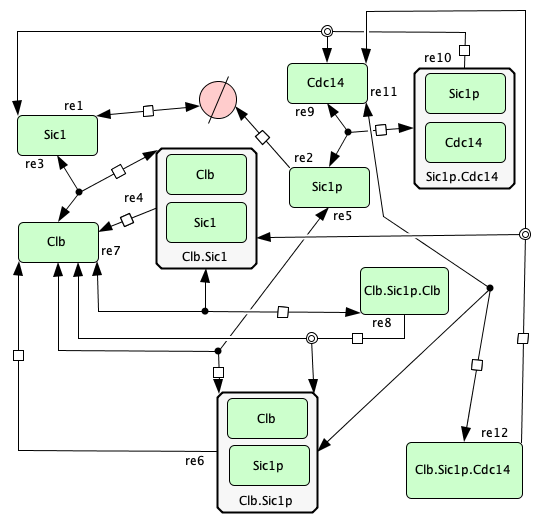 re10
Cdc14
re11
Sic1p
re1
re9
Cdc14
Sic1
re2
Sic1p.Cdc14
re3
Clb
Sic1p
re4
re5
Sic1
Clb
re7
Clb.Sic1
Clb.Sic1p.Clb
re8
Clb
re12
re6
Sic1p
Clb.Sic1p.Cdc14
Clb.Sic1p